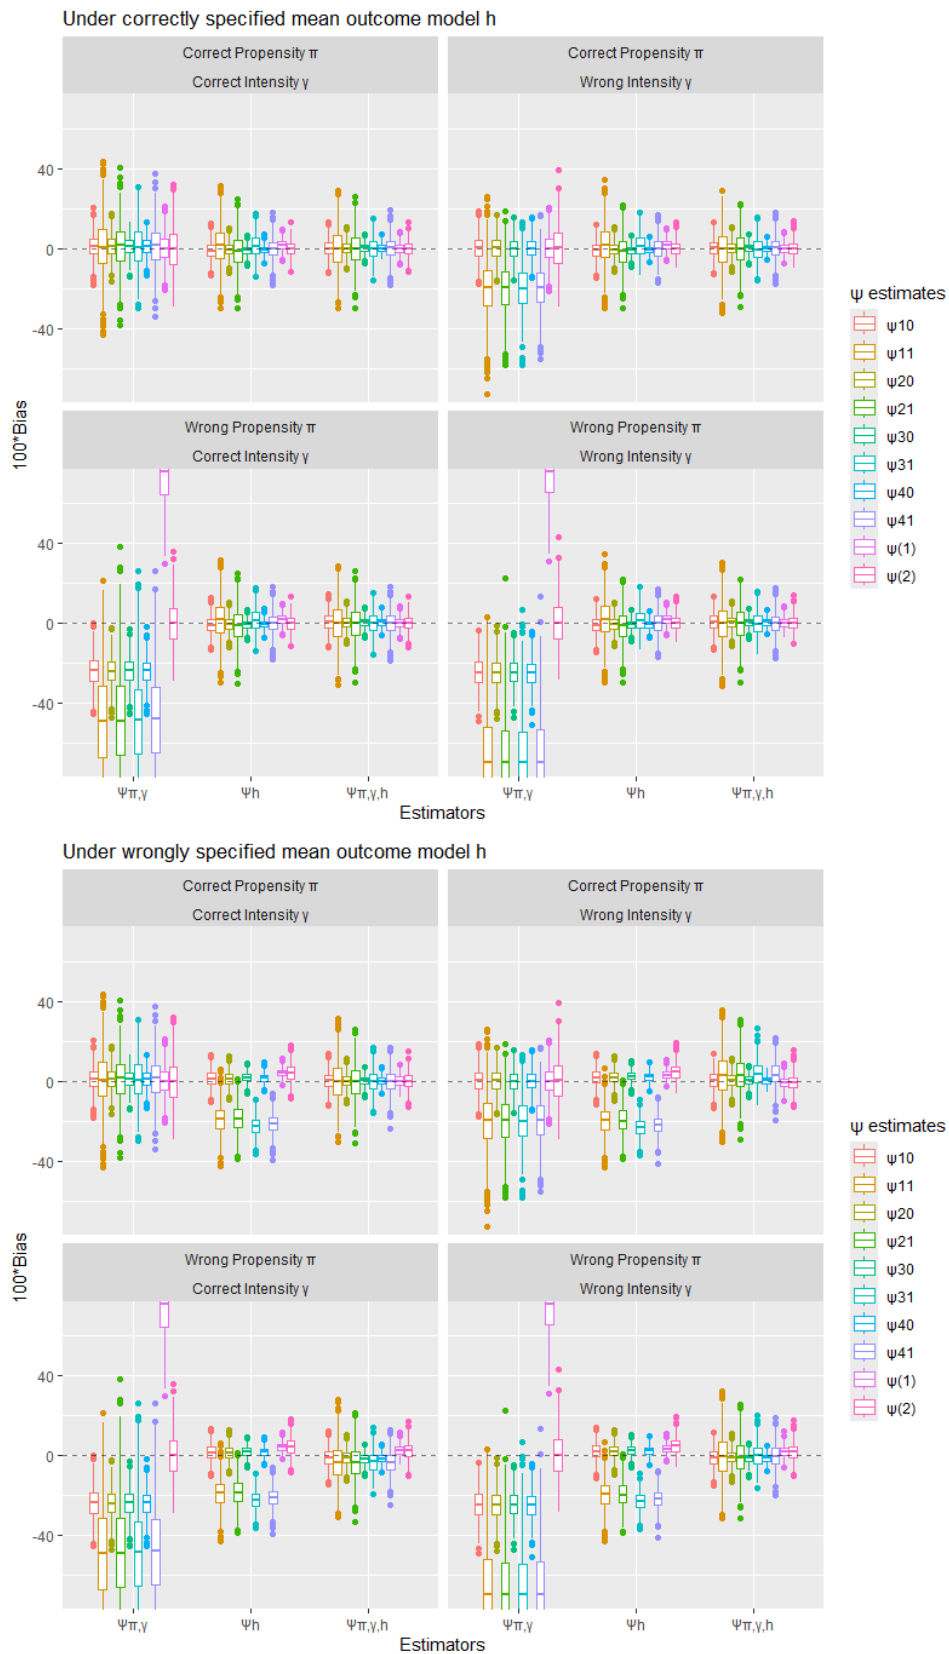 Under correctly specified mean outcome model h
Correct Propensity π
Correct Intensity γ
Correct Propensity π
Wrong Intensity γ
40
0
-40
Wrong Propensity π
Correct Intensity γ
Wrong Propensity π
Wrong Intensity γ
40
0
-40
100*Bias
Ψπ,γ
Ψh
Ψπ,γ,h
Ψπ,γ
Ψh
Ψπ,γ,h
Estimators
ψ estimates
ψ10
ψ11
ψ20
ψ21
ψ30
ψ31
ψ40
ψ41
ψ(1)
ψ(2)
Under wrongly specified mean outcome model h
Correct Propensity π
Correct Intensity γ
Correct Propensity π
Wrong Intensity γ
40
0
-40
Wrong Propensity π
Correct Intensity γ
Wrong Propensity π
Wrong Intensity γ
40
0
-40
100*Bias
Ψπ,γ
Ψh
Ψπ,γ,h
Ψπ,γ
Ψh
Ψπ,γ,h
Estimators
ψ estimates
ψ10
ψ11
ψ20
ψ21
ψ30
ψ31
ψ40
ψ41
ψ(1)
ψ(2)